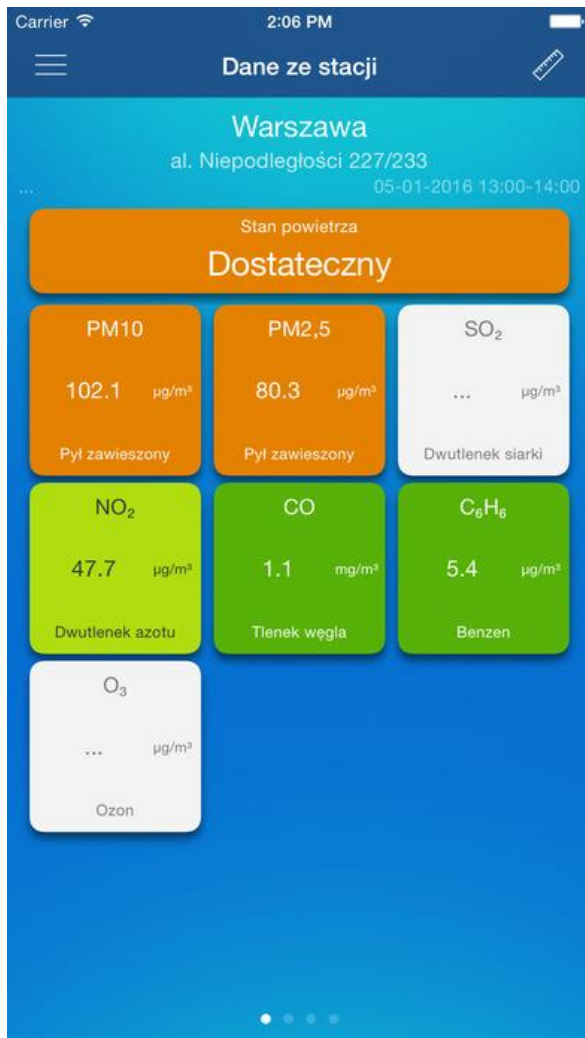 Carrier 2:06 PM
Dane ze stacji
Warszawa
al. Niepodległości 227/233
... 05-01-2016 13:00-14:00
Stan powietrza
Dostateczny
PM10 PM2,5 SO₂
102.1 µg/m³ 80.3 µg/m³ ... µg/m³
Pył zawieszony Pył zawieszony Dwutlenek siarki
NO₂ CO C₆H₆
47.7 µg/m³ 1.1 mg/m³ 5.4 µg/m³
Dwutlenek azotu Tlenek węgla Benzen
O₃
... µg/m³
Ozon